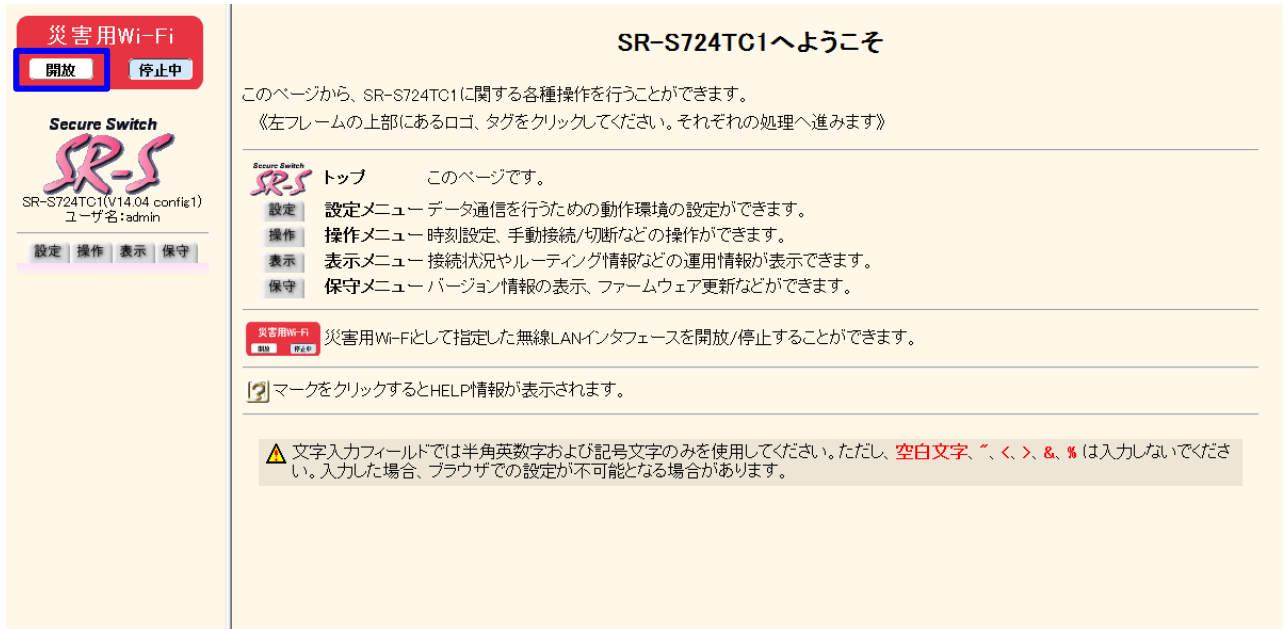 災害用Wi-Fi
開放 停止中
Secure Switch
SR-S
SR-S724TC1(V14.04 config1)
ユーザ名:admin
設定 操作 表示 保守
SR-S724TC1へようこそ
このページから、SR-S724TC1に関する各種操作を行うことができます。
《左フレームの上部にあるロゴ、タグをクリックしてください。それぞれの処理へ進みます》
Secure Switch
SR-S トップ このページです。
設定 設定メニュー データ通信を行うための動作環境の設定ができます。
操作 操作メニュー 時刻設定、手動接続/切断などの操作ができます。
表示 表示メニュー 接続状況やルーティング情報などの運用情報が表示できます。
保守 保守メニュー バージョン情報の表示、ファームウェア更新などができます。
災害用Wi-Fi
開放 停止中
災害用Wi-Fiとして指定した無線LANインタフェースを開放/停止することができます。
? マークをクリックするとHELP情報が表示されます。
文字入力フィールドでは半角英数字および記号文字のみを使用してください。ただし、空白文字、"、<、>、&、% は入力しないでくださ
い。入力した場合、ブラウザでの設定が不可能となる場合があります。